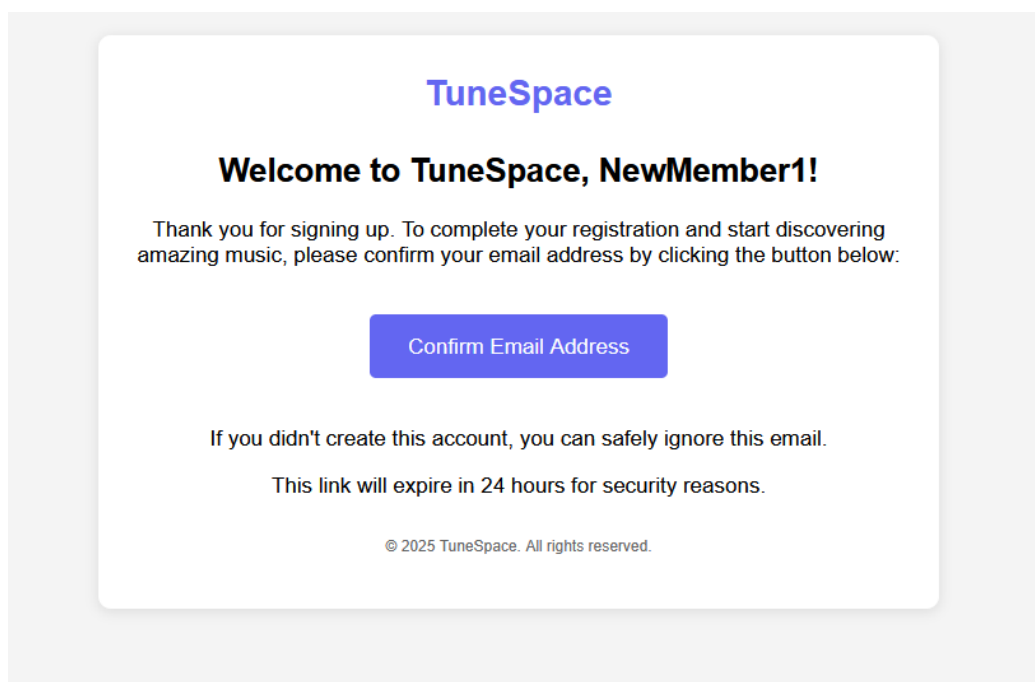 TuneSpace
Welcome to TuneSpace, NewMember1!
Thank you for signing up. To complete your registration and start discovering
amazing music, please confirm your email address by clicking the button below:
Confirm Email Address
If you didn't create this account, you can safely ignore this email.
This link will expire in 24 hours for security reasons.
© 2025 TuneSpace. All rights reserved.